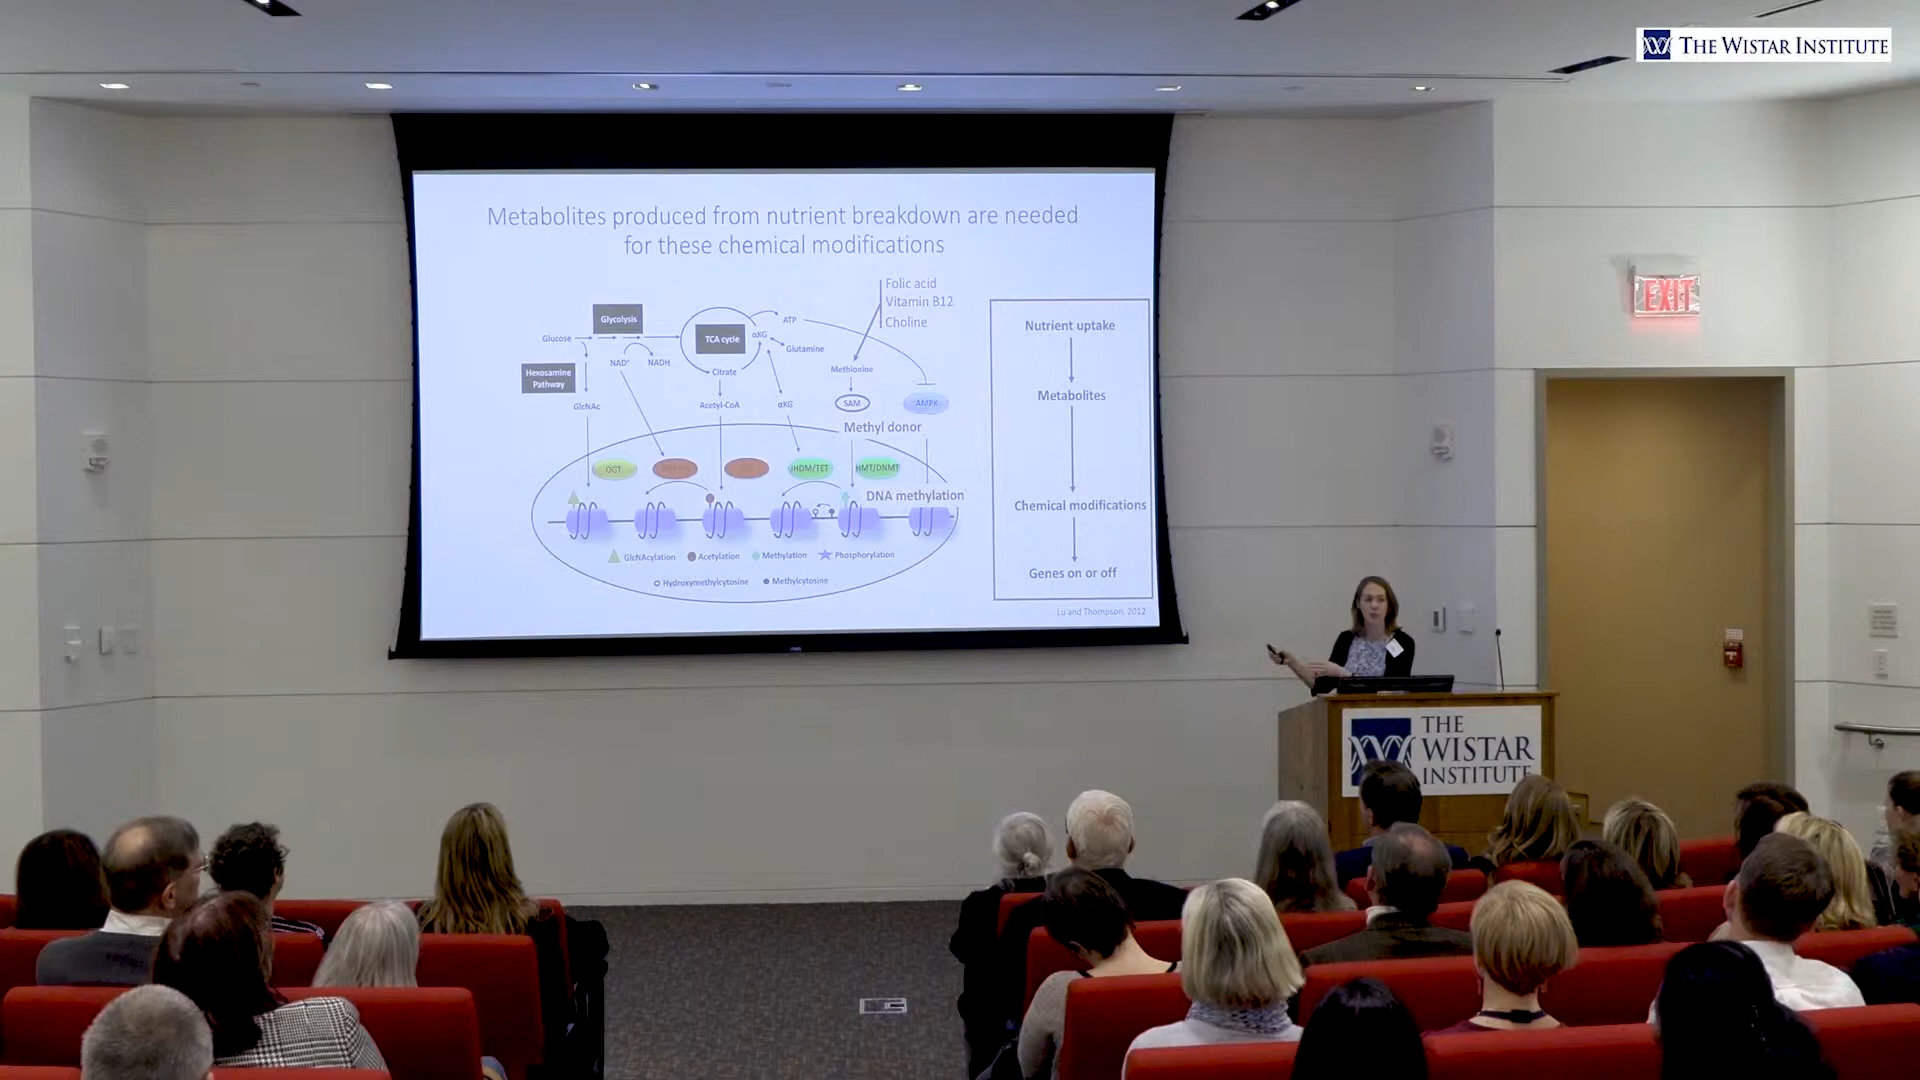 THE WISTAR INSTITUTE
Metabolites produced from nutrient breakdown are needed
for these chemical modifications
Folic acid
Vitamin B12
Choline
Glycolysis
ATP
Glucose
TCA cycle
αKG
Glutamine
NAD⁺
NADH
Hexosamine
Pathway
Citrate
Methionine
GlcNAc
Acetyl-CoA
αKG
SAM
AMPK
Methyl donor
OGT
JHDM/TET
HMT/DNMT
DNA methylation
GlcNAcylation
Acetylation
Methylation
Phosphorylation
Hydroxymethylcytosine
Methylcytosine
Nutrient uptake
Metabolites
Chemical modifications
Genes on or off
Lu and Thompson, 2012
EXIT
THE
WISTAR
INSTITUTE